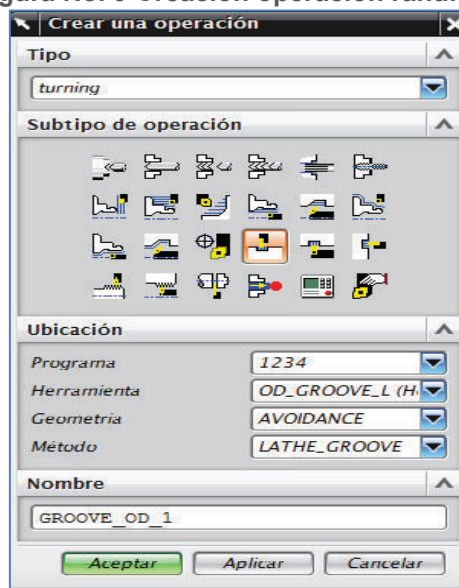 Crear una operación
Tipo
turning
Subtipo de operación
Ubicación
Programa 1234
Herramienta OD_GROOVE_L (H
Geometria AVOIDANCE
Método LATHE_GROOVE
Nombre
GROOVE_OD_1
Aceptar Aplicar Cancelar